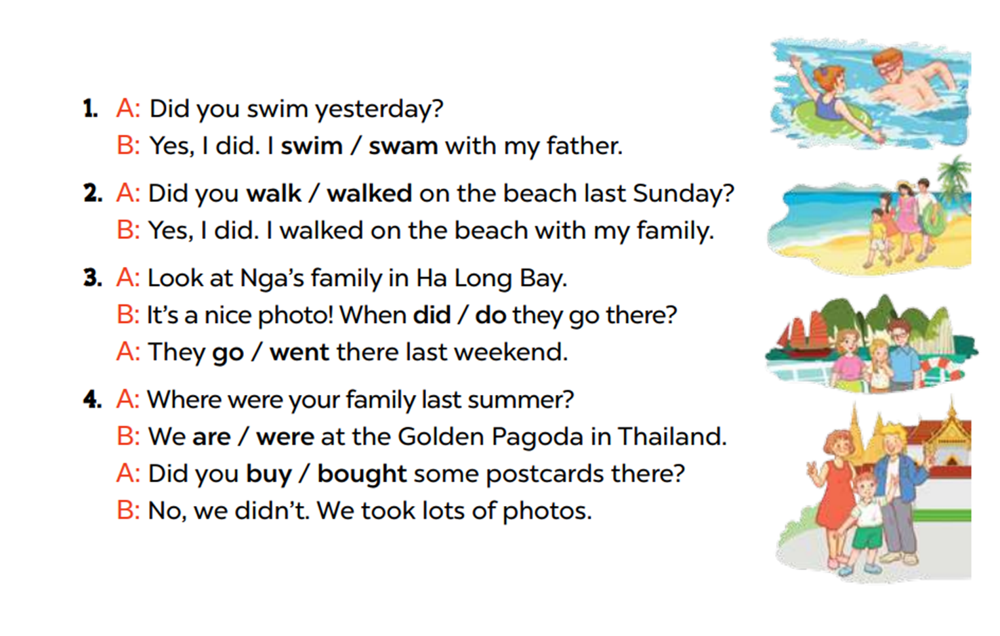 1. A: Did you swim yesterday?
B: Yes, I did. I swim / swam with my father.
2. A: Did you walk / walked on the beach last Sunday?
B: Yes, I did. I walked on the beach with my family.
3. A: Look at Nga's family in Ha Long Bay.
B: It's a nice photo! When did / do they go there?
A: They go / went there last weekend.
4. A: Where were your family last summer?
B: We are / were at the Golden Pagoda in Thailand.
A: Did you buy / bought some postcards there?
B: No, we didn't. We took lots of photos.